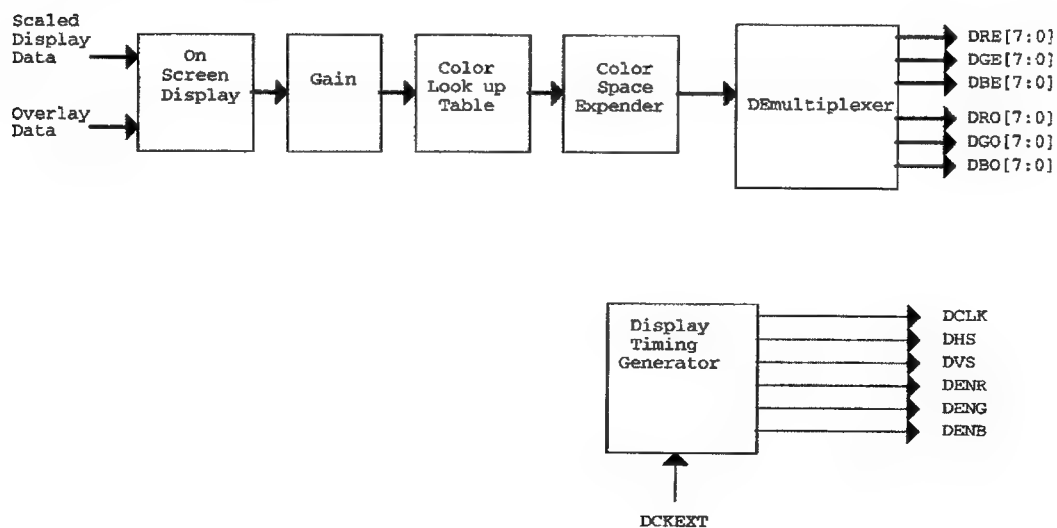 Scaled
Display
Data
Overlay
Data
On
Screen
Display
Gain
Color
Look up
Table
Color
Space
Expender
DEmultiplexer
DRE[7:0]
DGE[7:0]
DBE[7:0]
DRO[7:0]
DGO[7:0]
DBO[7:0]
Display
Timing
Generator
DCLK
DHS
DVS
DENR
DENG
DENB
DCKEXT